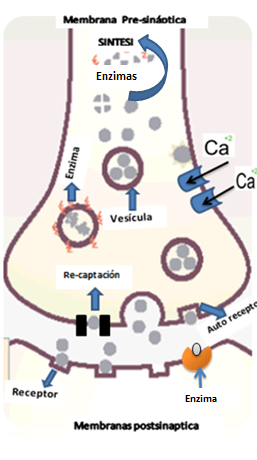 Membrana  Pre-sináptica
SINTESI
Enzimas
Enzima
Ca+2
Ca+2
Vesícula
Re-captación
Auto receptor
Receptor
Enzima
Membranas postsinaptica